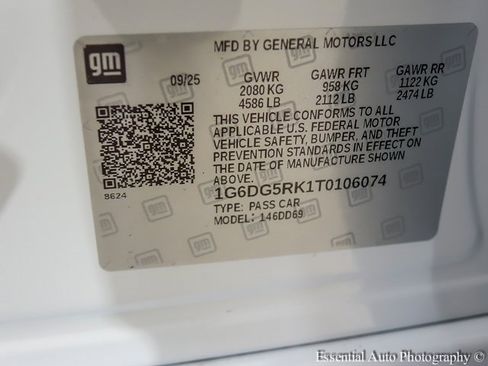 gm
MFD BY GENERAL MOTORS LLC
09/25 GVWR GAWR FRT GAWR RR
2080 KG 958 KG 1122 KG
4586 LB 2112 LB 2474 LB
THIS VEHICLE CONFORMS TO ALL
APPLICABLE U.S. FEDERAL MOTOR
VEHICLE SAFETY, BUMPER, AND THEFT
PREVENTION STANDARDS IN EFFECT ON
THE DATE OF MANUFACTURE SHOWN
ABOVE.
8624
1G6DG5RK1T0106074
TYPE: PASS CAR
MODEL: 146DD69
Essential Auto Photography ©